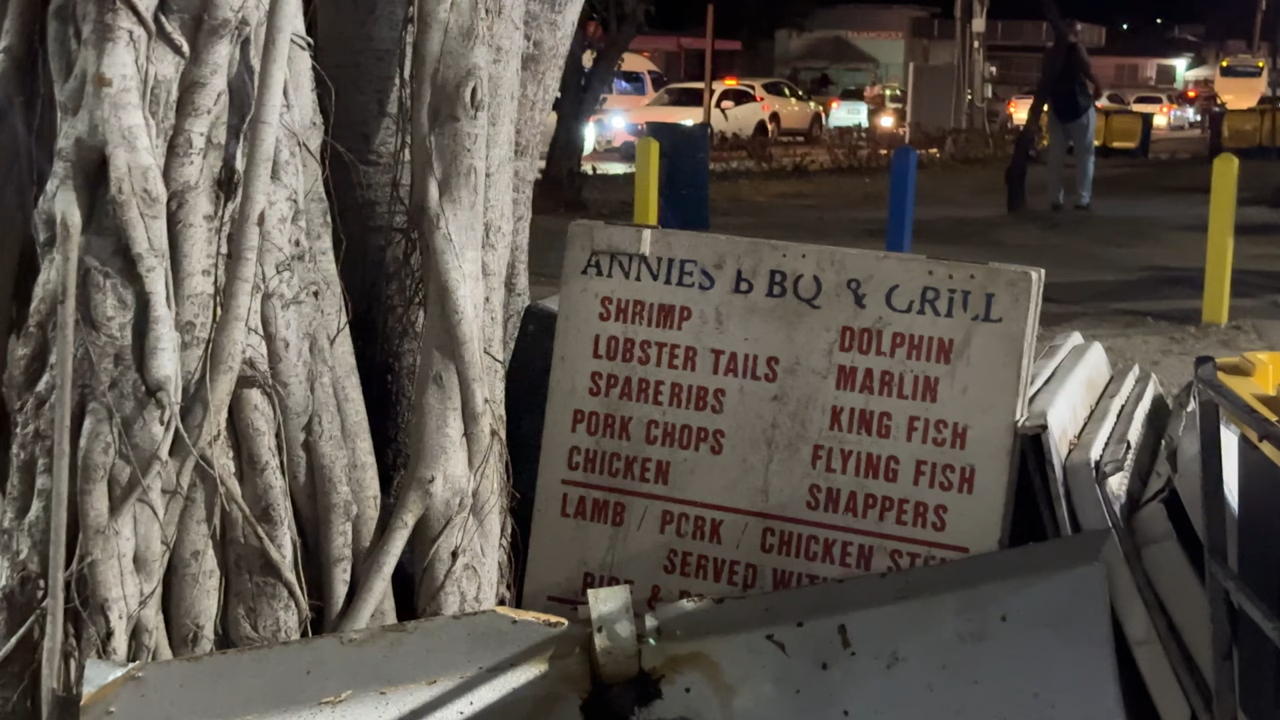 ANNIES b BQ & GRiLL
SHRIMP
LOBSTER TAILS
SPARERIBS
PORK CHOPS
CHICKEN
DOLPHIN
MARLIN
KING FISH
FLYING FISH
SNAPPERS
LAMB / PORK / CHICKEN
SERVED
&